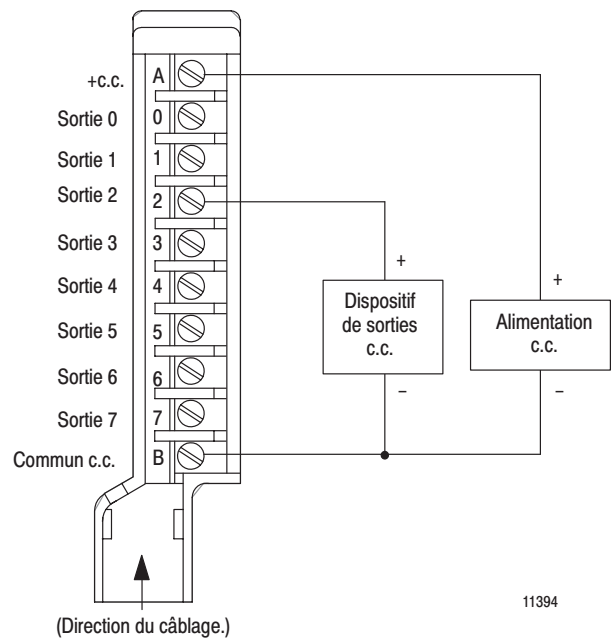 +c.c. A
Sortie 0 0
Sortie 1 1
Sortie 2 2
Sortie 3 3
Sortie 4 4
Sortie 5 5
Sortie 6 6
Sortie 7 7
Commun c.c. B
+
Dispositif
de sorties
c.c.
–
+
Alimentation
c.c.
–
11394
(Direction du câblage.)